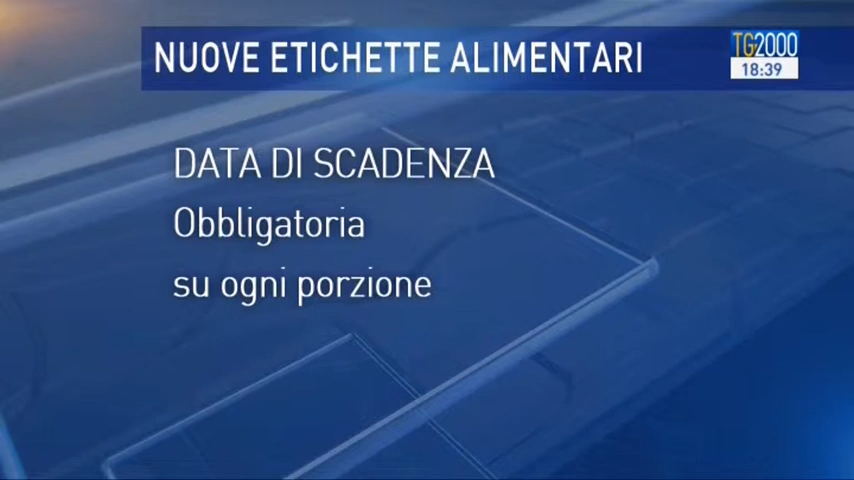 NUOVE ETICHETTE ALIMENTARI
TG2000
18:39
DATA DI SCADENZA
Obbligatoria
su ogni porzione